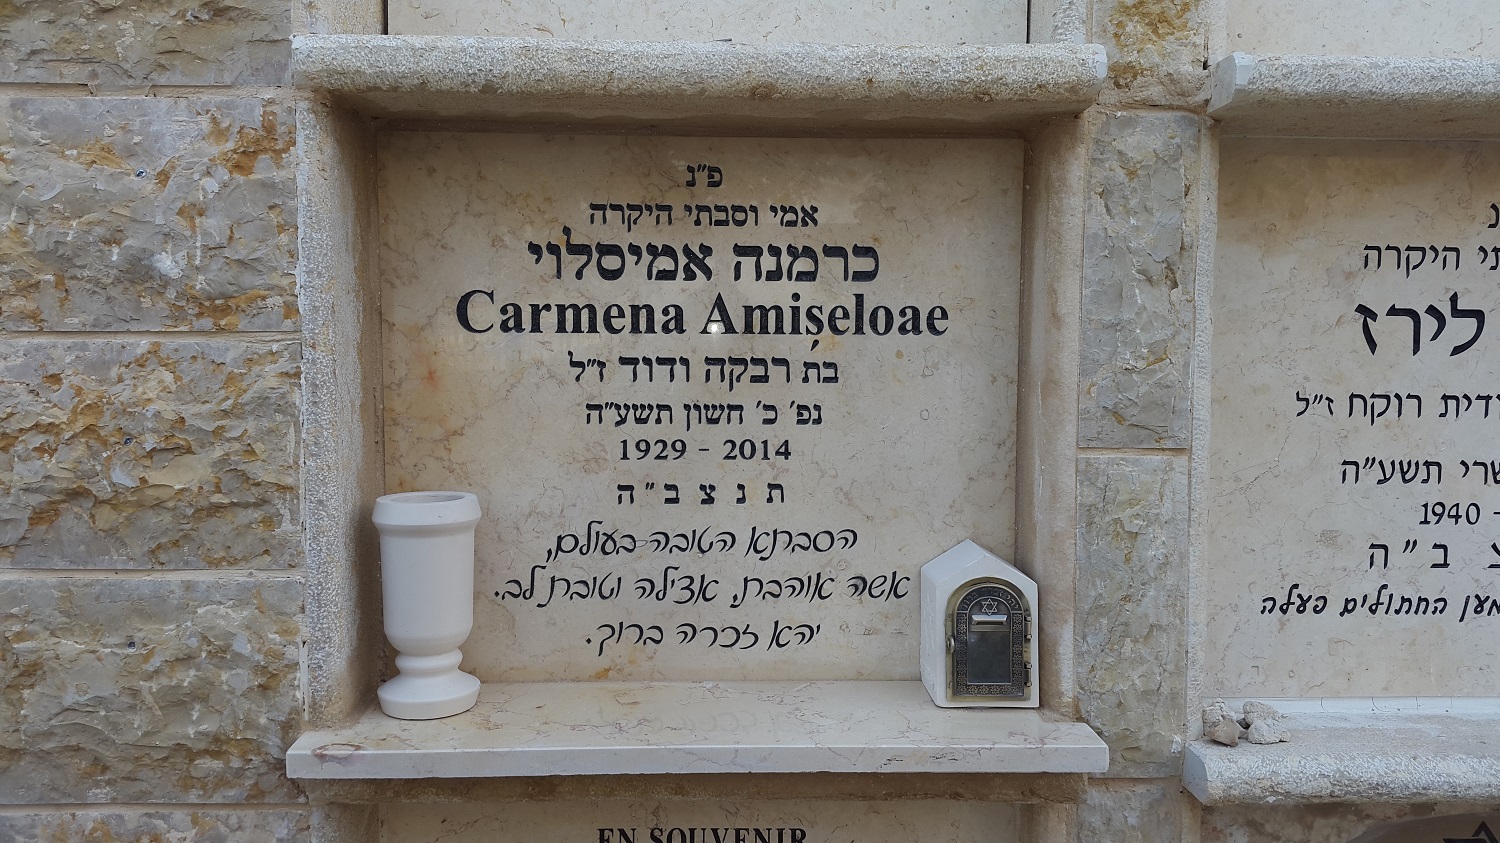 פ"נ
אמי וסבתי היקרה
כרמנה אמיסלוי
Carmena Amișeloae
בת רבקה ודוד ז"ל
נפ' כ' חשון תשע"ה
1929 - 2014
ת נ צ ב " ה
הסבתא הטובה בעולם,
אשה אוהבת, אצילה וטובת לב.
יהא זכרה ברוך.
EN SOUVENIR
היקרה
לירז
רוקח ז"ל
תשע"ה
1940 -
ב " ה
החתולים פעלה